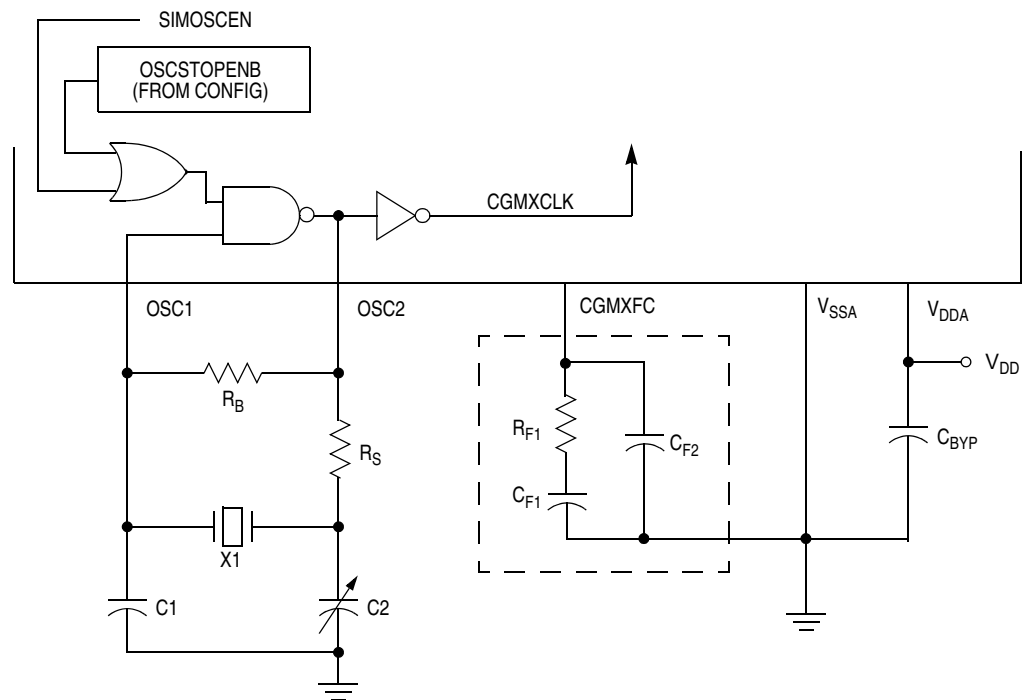 SIMOSCEN
OSCSTOPENB
(FROM CONFIG)
CGMXCLK
OSC1
OSC2
CGMXFC
VSSA
VDDA
VDD
RB
RS
RF1
CF2
CBYP
CF1
X1
C1
C2